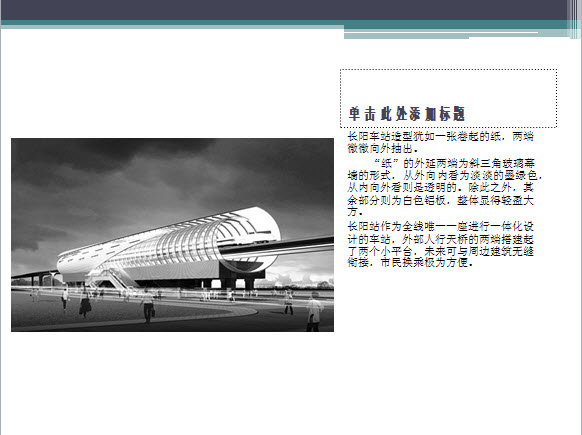 单击此处添加标题
长阳车站造型犹如一张卷起的纸，两端
微微向外抽出。
“纸”的外延两端为斜三角玻璃幕
墙的形式，从外向内看为淡淡的墨绿色，
从内向外看则是透明的。除此之外，其
余部分则为白色铝板，整体显得轻盈大
方。
长阳站作为全线唯一一座进行一体化设
计的车站，外部人行天桥的两端搭建起
了两个小平台，未来可与周边建筑无缝
衔接，市民换乘极为方便。